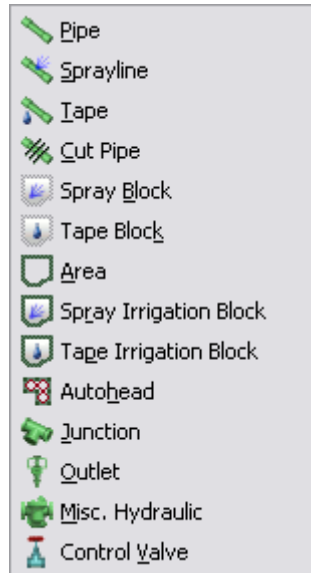 Pipe
Sprayline
Tape
Cut Pipe
Spray Block
Tape Block
Area
Spray Irrigation Block
Tape Irrigation Block
Autohead
Junction
Outlet
Misc. Hydraulic
Control Valve